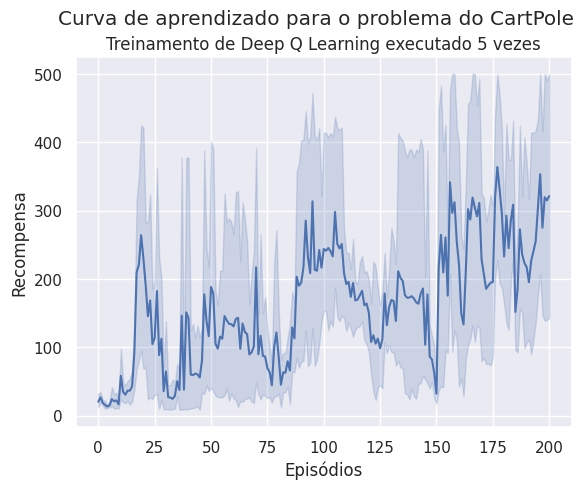 Curva de aprendizado para o problema do CartPole
Treinamento de Deep Q Learning executado 5 vezes
500
400
300
200
100
0
Recompensa
0 25 50 75 100 125 150 175 200
Episódios